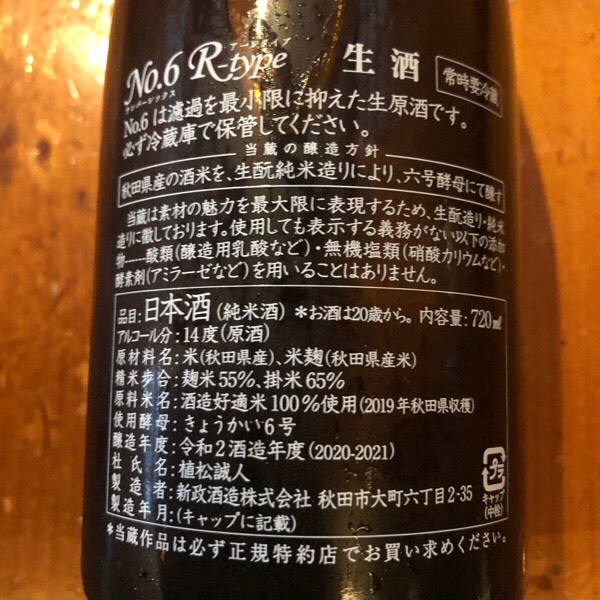 アールタイプ
No.6 R-type 生酒 常時要冷蔵
ナンバーシックス
No.6 は濾過を最小限に抑えた生原酒です。
必ず冷蔵庫で保管してください。
当蔵の醸造方針
秋田県産の酒米を、生酛純米造りにより、六号酵母にて醸す
当蔵は素材の魅力を最大限に表現するため、生酛造り・純米
造りに徹しております。使用しても表示する義務がない以下の添加
物-----酸類(醸造用乳酸など)・無機塩類(硝酸カリウムなど)・
酵素剤(アミラーゼなど)を用いることはありません。
品目:日本酒(純米酒) *お酒は20歳から。 内容量:720㎖
アルコール分:14度(原酒)
原材料名:米(秋田県産)、米麹(秋田県産米)
精米歩合:麹米55%、掛米65%
原料米名:酒造好適米100%使用(2019年秋田県収穫)
使用酵母:きょうかい6号
醸造年度:令和2酒造年度(2020-2021)
杜氏名:植松誠人
製造者:新政酒造株式会社 秋田市大町六丁目2-35
製造年月:(キャップに記載)
プラ
キャップ
(中栓)
*当蔵作品は必ず正規特約店でお買い求めください。